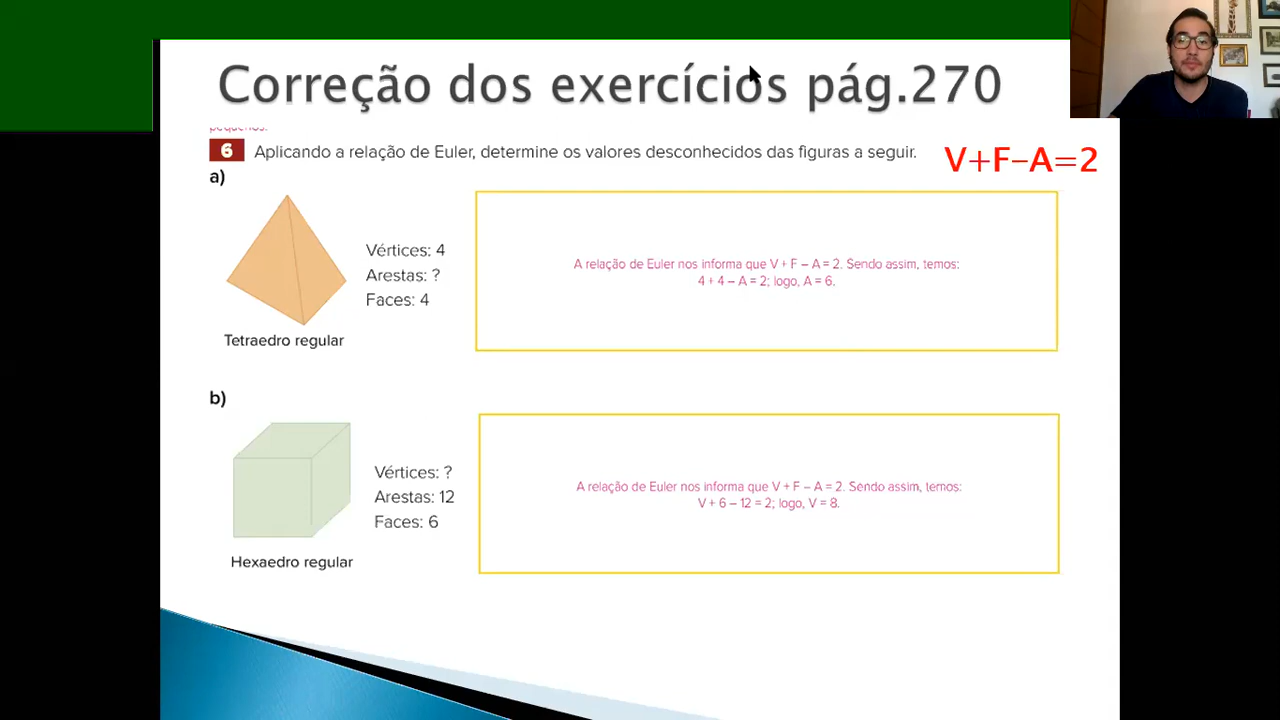 Correção dos exercícios pág.270
pequenos.
6 Aplicando a relação de Euler, determine os valores desconhecidos das figuras a seguir.
V+F–A=2
a)
Vértices: 4
Arestas: ?
Faces: 4
Tetraedro regular
A relação de Euler nos informa que V + F – A = 2. Sendo assim, temos:
4 + 4 – A = 2; logo, A = 6.
b)
Vértices: ?
Arestas: 12
Faces: 6
Hexaedro regular
A relação de Euler nos informa que V + F – A = 2. Sendo assim, temos:
V + 6 – 12 = 2; logo, V = 8.